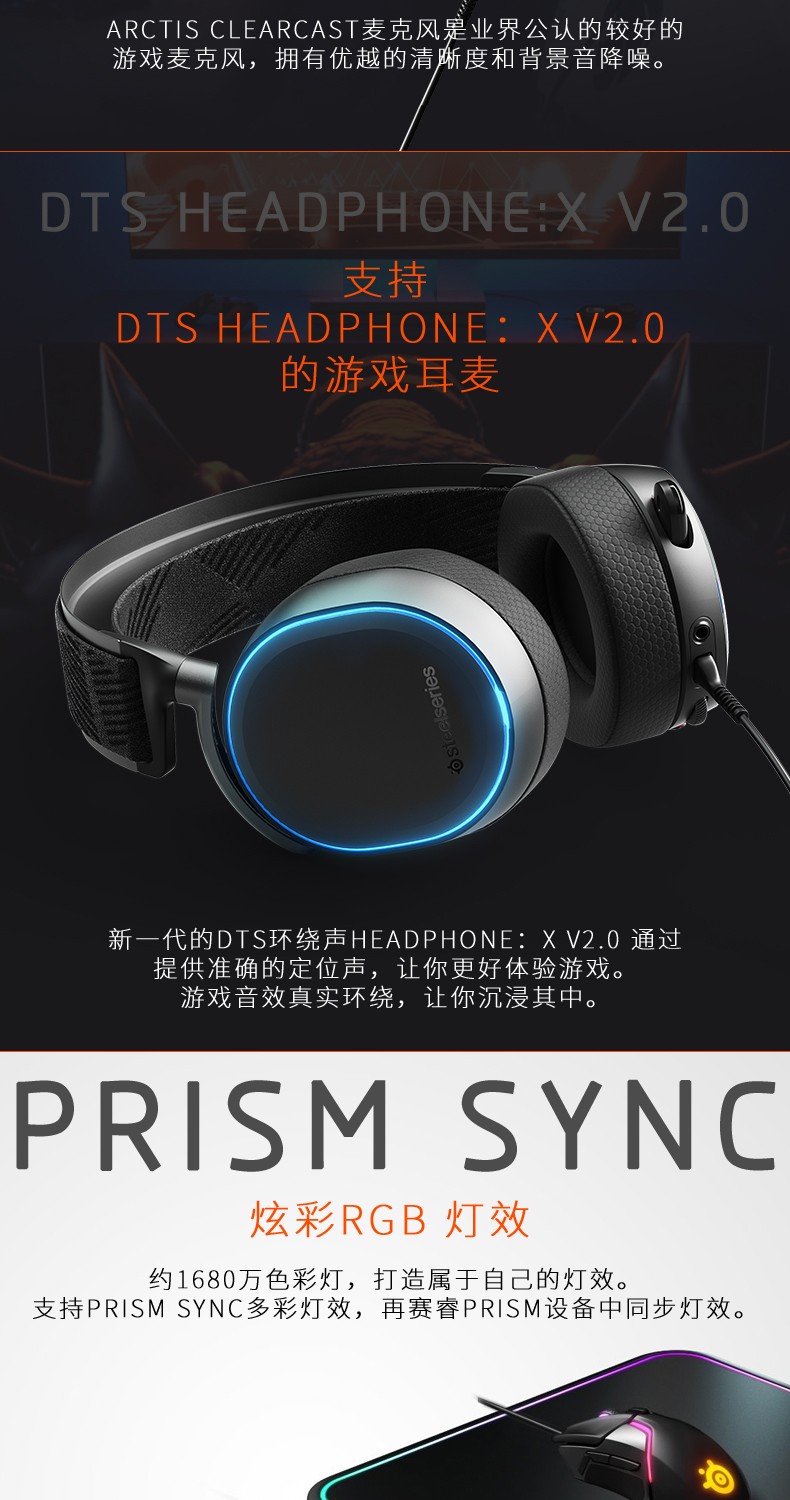 ARCTIS CLEARCAST麦克风是业界公认的较好的
游戏麦克风，拥有优越的清晰度和背景音降噪。
DTS HEADPHONE:X V2.0
支持
DTS HEADPHONE：X V2.0
的游戏耳麦
steelseries
新一代的DTS环绕声HEADPHONE：X V2.0 通过
提供准确的定位声，让你更好体验游戏。
游戏音效真实环绕，让你沉浸其中。
PRISM SYNC
炫彩RGB 灯效
约1680万色彩灯，打造属于自己的灯效。
支持PRISM SYNC多彩灯效，再赛睿PRISM设备中同步灯效。